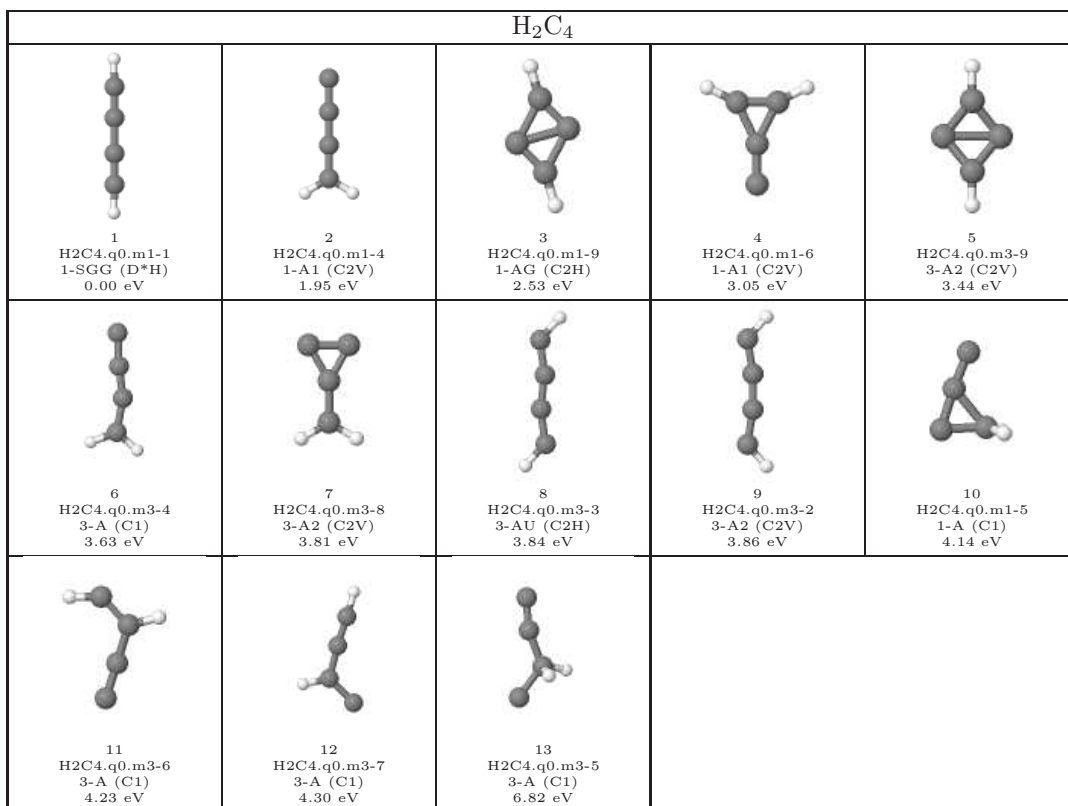 H2C4
1
H2C4.q0.m1-1
1-SGG (D*H)
0.00 eV
2
H2C4.q0.m1-4
1-A1 (C2V)
1.95 eV
3
H2C4.q0.m1-9
1-AG (C2H)
2.53 eV
4
H2C4.q0.m1-6
1-A1 (C2V)
3.05 eV
5
H2C4.q0.m3-9
3-A2 (C2V)
3.44 eV
6
H2C4.q0.m3-4
3-A (C1)
3.63 eV
7
H2C4.q0.m3-8
3-A2 (C2V)
3.81 eV
8
H2C4.q0.m3-3
3-AU (C2H)
3.84 eV
9
H2C4.q0.m3-2
3-A2 (C2V)
3.86 eV
10
H2C4.q0.m1-5
1-A (C1)
4.14 eV
11
H2C4.q0.m3-6
3-A (C1)
4.23 eV
12
H2C4.q0.m3-7
3-A (C1)
4.30 eV
13
H2C4.q0.m3-5
3-A (C1)
6.82 eV